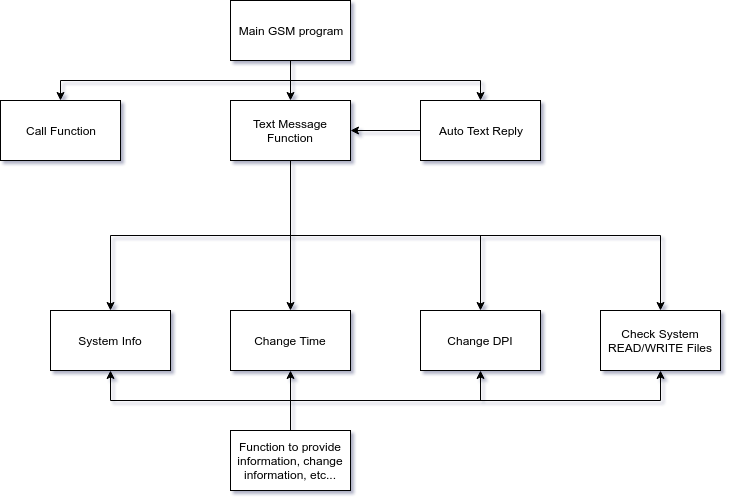 Main GSM program
Call Function
Text Message
Function
Auto Text Reply
System Info
Change Time
Change DPI
Check System
READ/WRITE Files
Function to provide
information, change
information, etc...